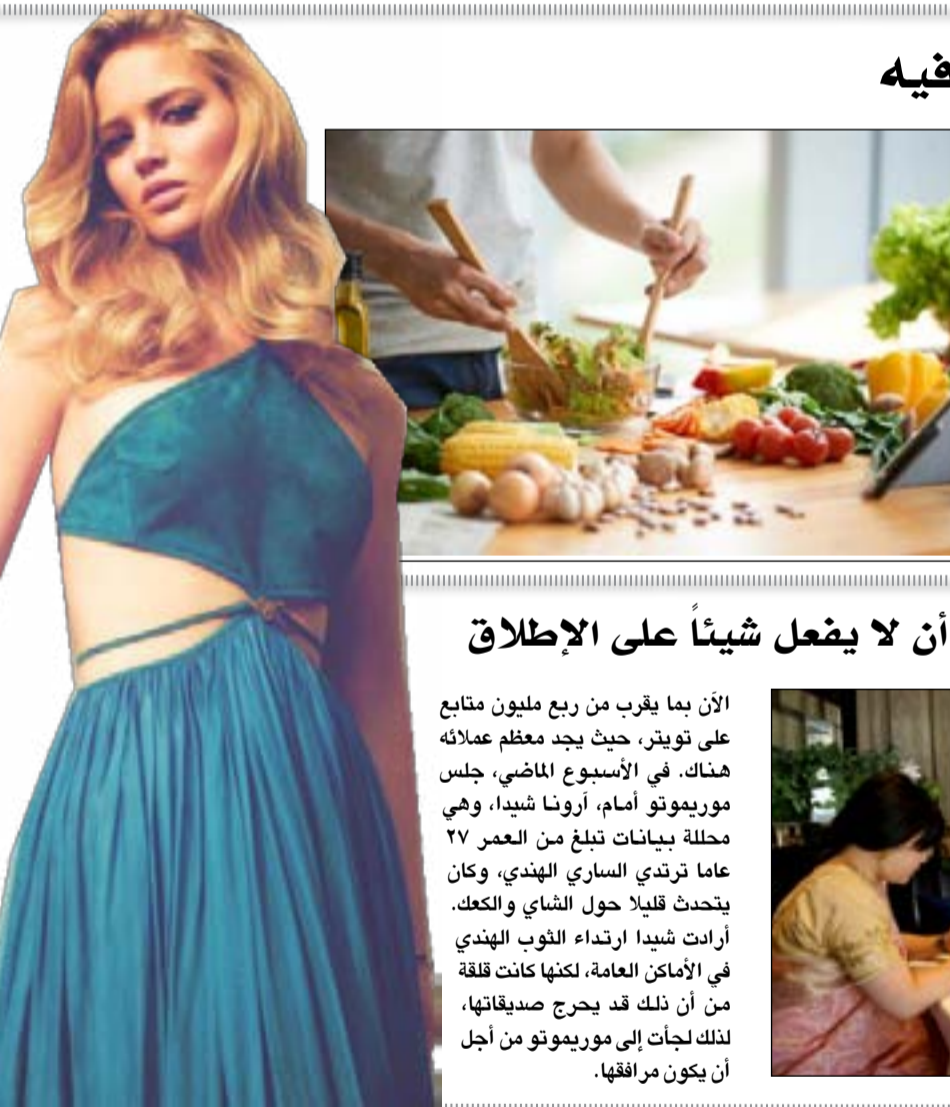 فيه
أن لا يفعل شيئاً على الإطلاق
الآن بما يقرب من ربع مليون متابع
على تويتر، حيث يجد معظم عملائه
هناك. في الأسبوع الماضي، جلس
موريموتو أمام، آرونا شيدا، وهي
محللة بيانات تبلغ من العمر ٢٧
عاما ترتدي الساري الهندي، وكان
يتحدث قليلا حول الشاي والكعك.
أرادت شيدا ارتداء الثوب الهندي
في الأماكن العامة، لكنها كانت قلقة
من أن ذلك قد يحرج صديقاتها،
لذلك لجأت إلى موريموتو من أجل
أن يكون مرافقها.